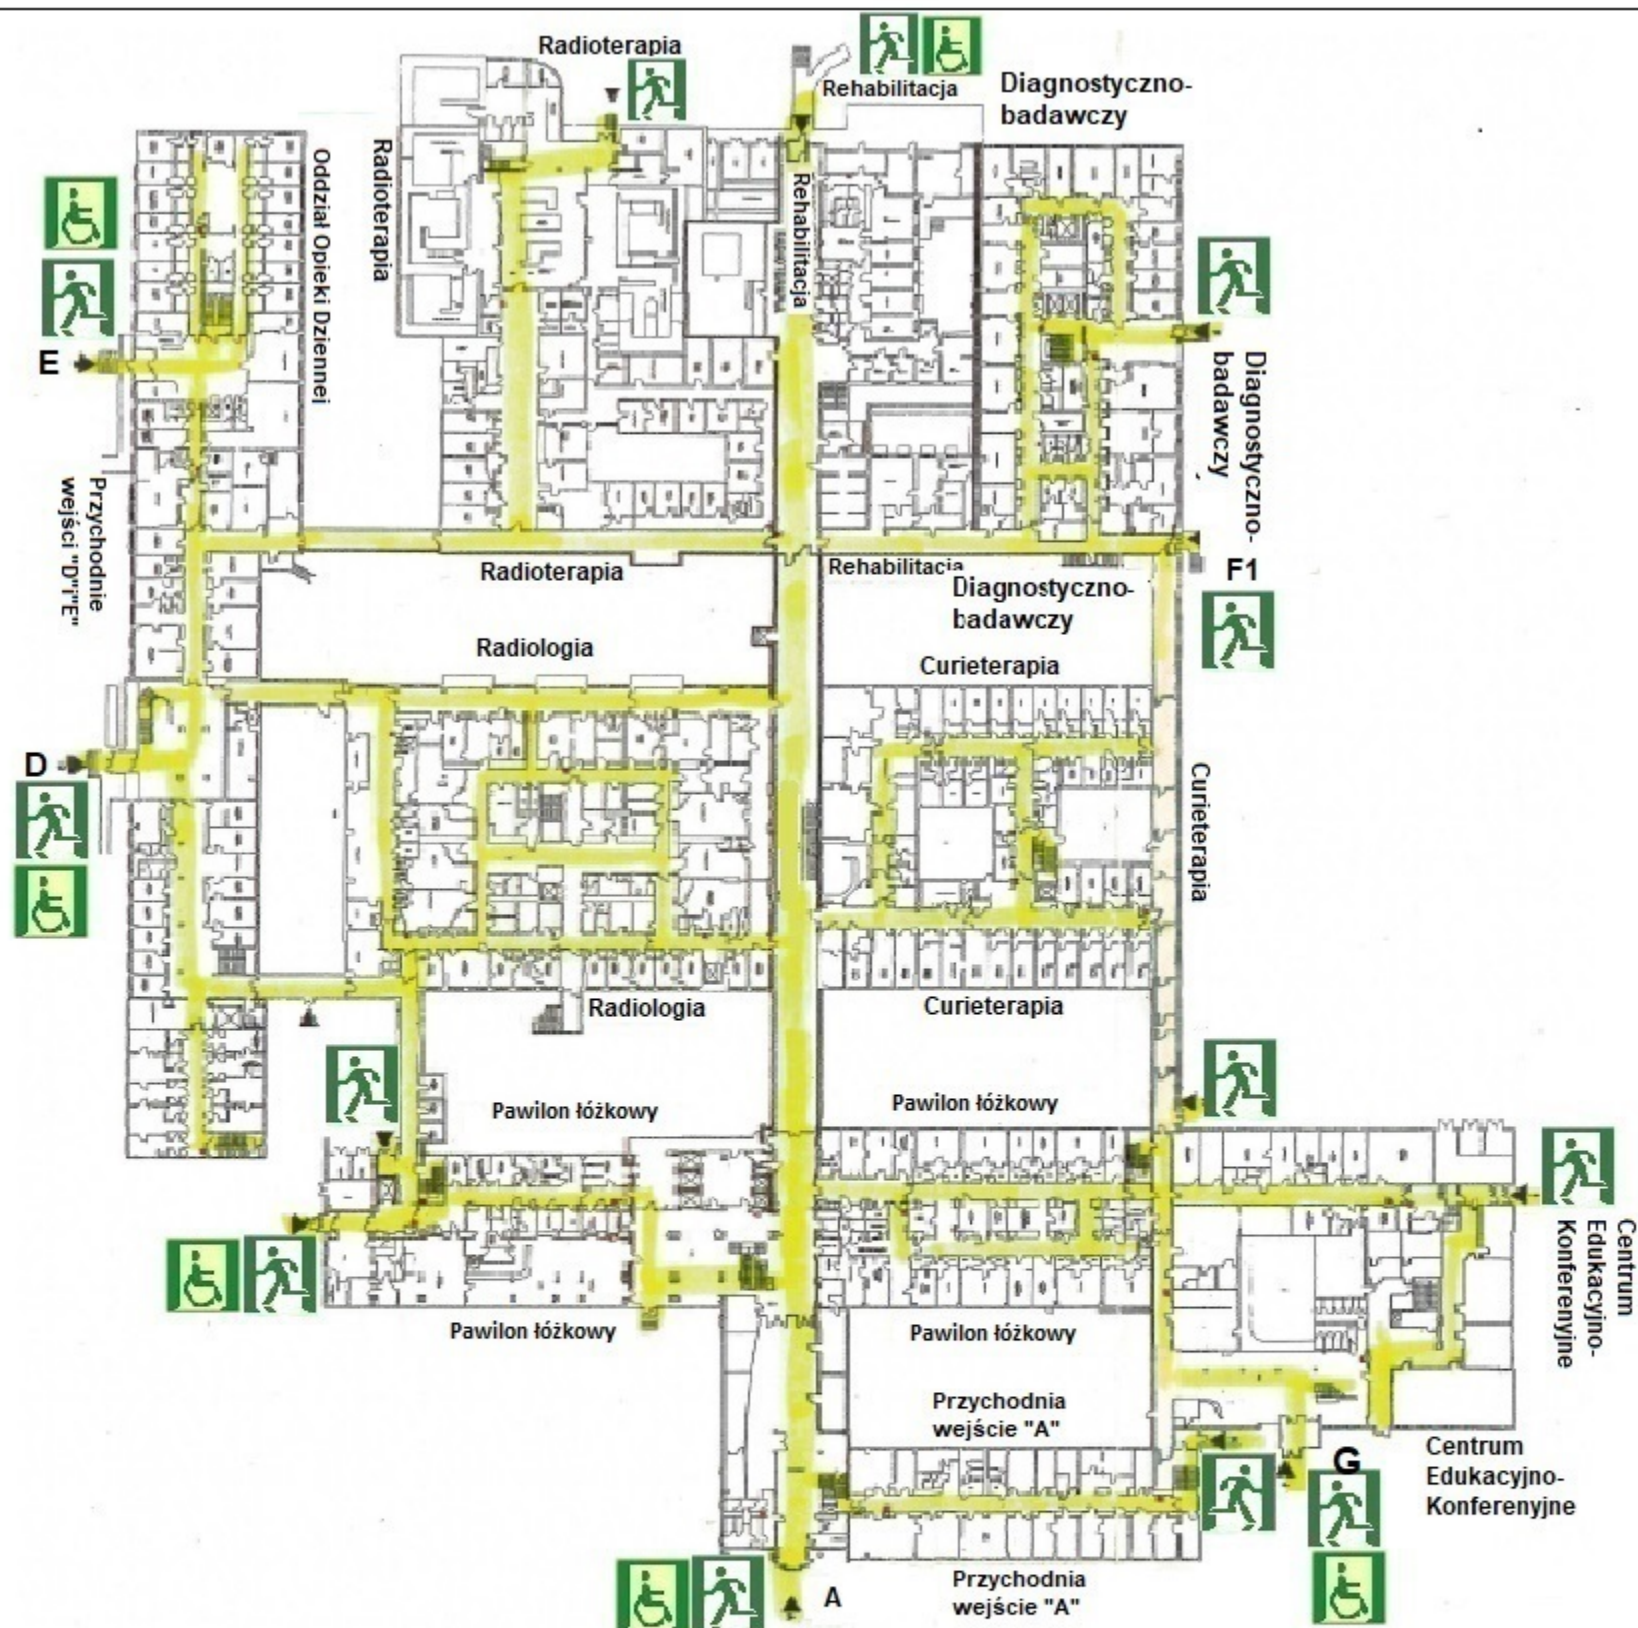 Radioterapia
Rehabilitacja
Diagnostyczno-
badawczy
Radioterapia
Oddział Opieki Dziennej
Rehabilitacja
E
Diagnostyczno-
badawczy
Przychodnie
wejści "D"i"E"
Radioterapia
Rehabilitacja
Diagnostyczno-
badawczy
F1
Radiologia
Curieterapia
D
Curieterapia
Radiologia
Curieterapia
Pawilon łóżkowy
Pawilon łóżkowy
Centrum
Edukacyjno-
Konferenyjne
Pawilon łóżkowy
Pawilon łóżkowy
Przychodnia
wejście "A"
G
Centrum
Edukacyjno-
Konferenyjne
A
Przychodnia
wejście "A"